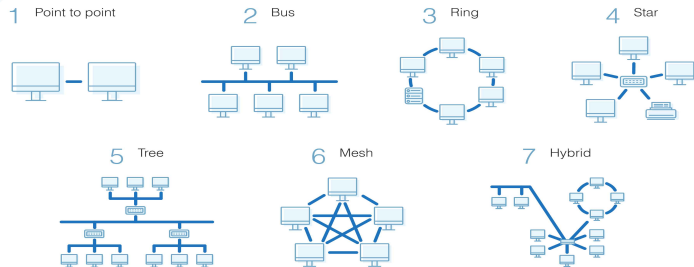 1 Point to point
2 Bus
3 Ring
4 Star
5 Tree
6 Mesh
7 Hybrid